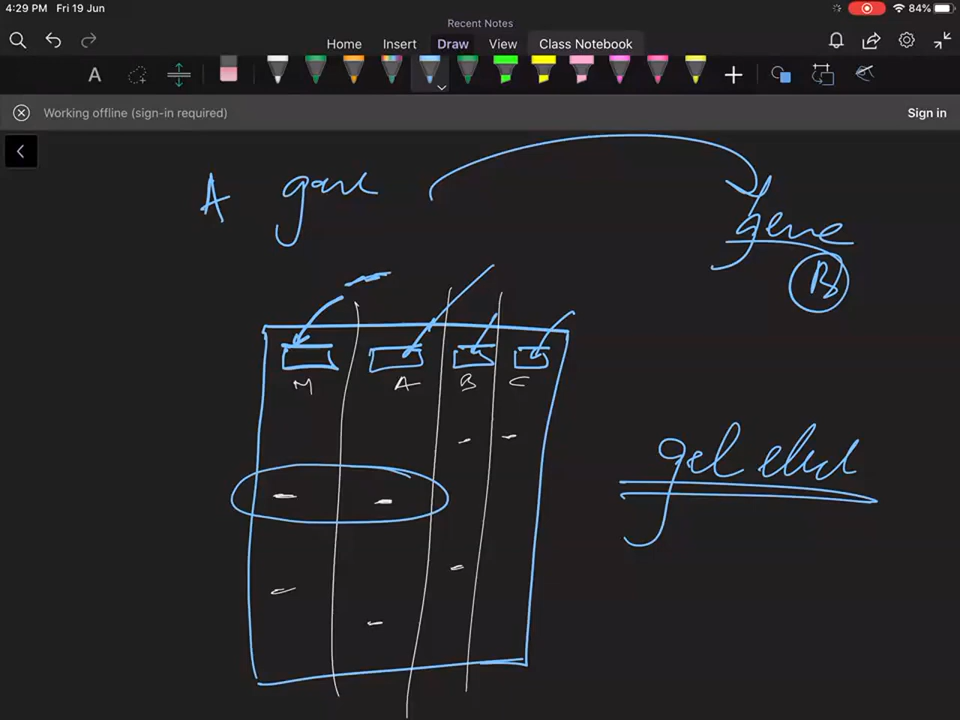 4:29 PM Fri 19 Jun
84%
Recent Notes
Home Insert Draw View Class Notebook
A
Working offline (sign-in required)
Sign in
A
gene
B
M A B C
gel elect